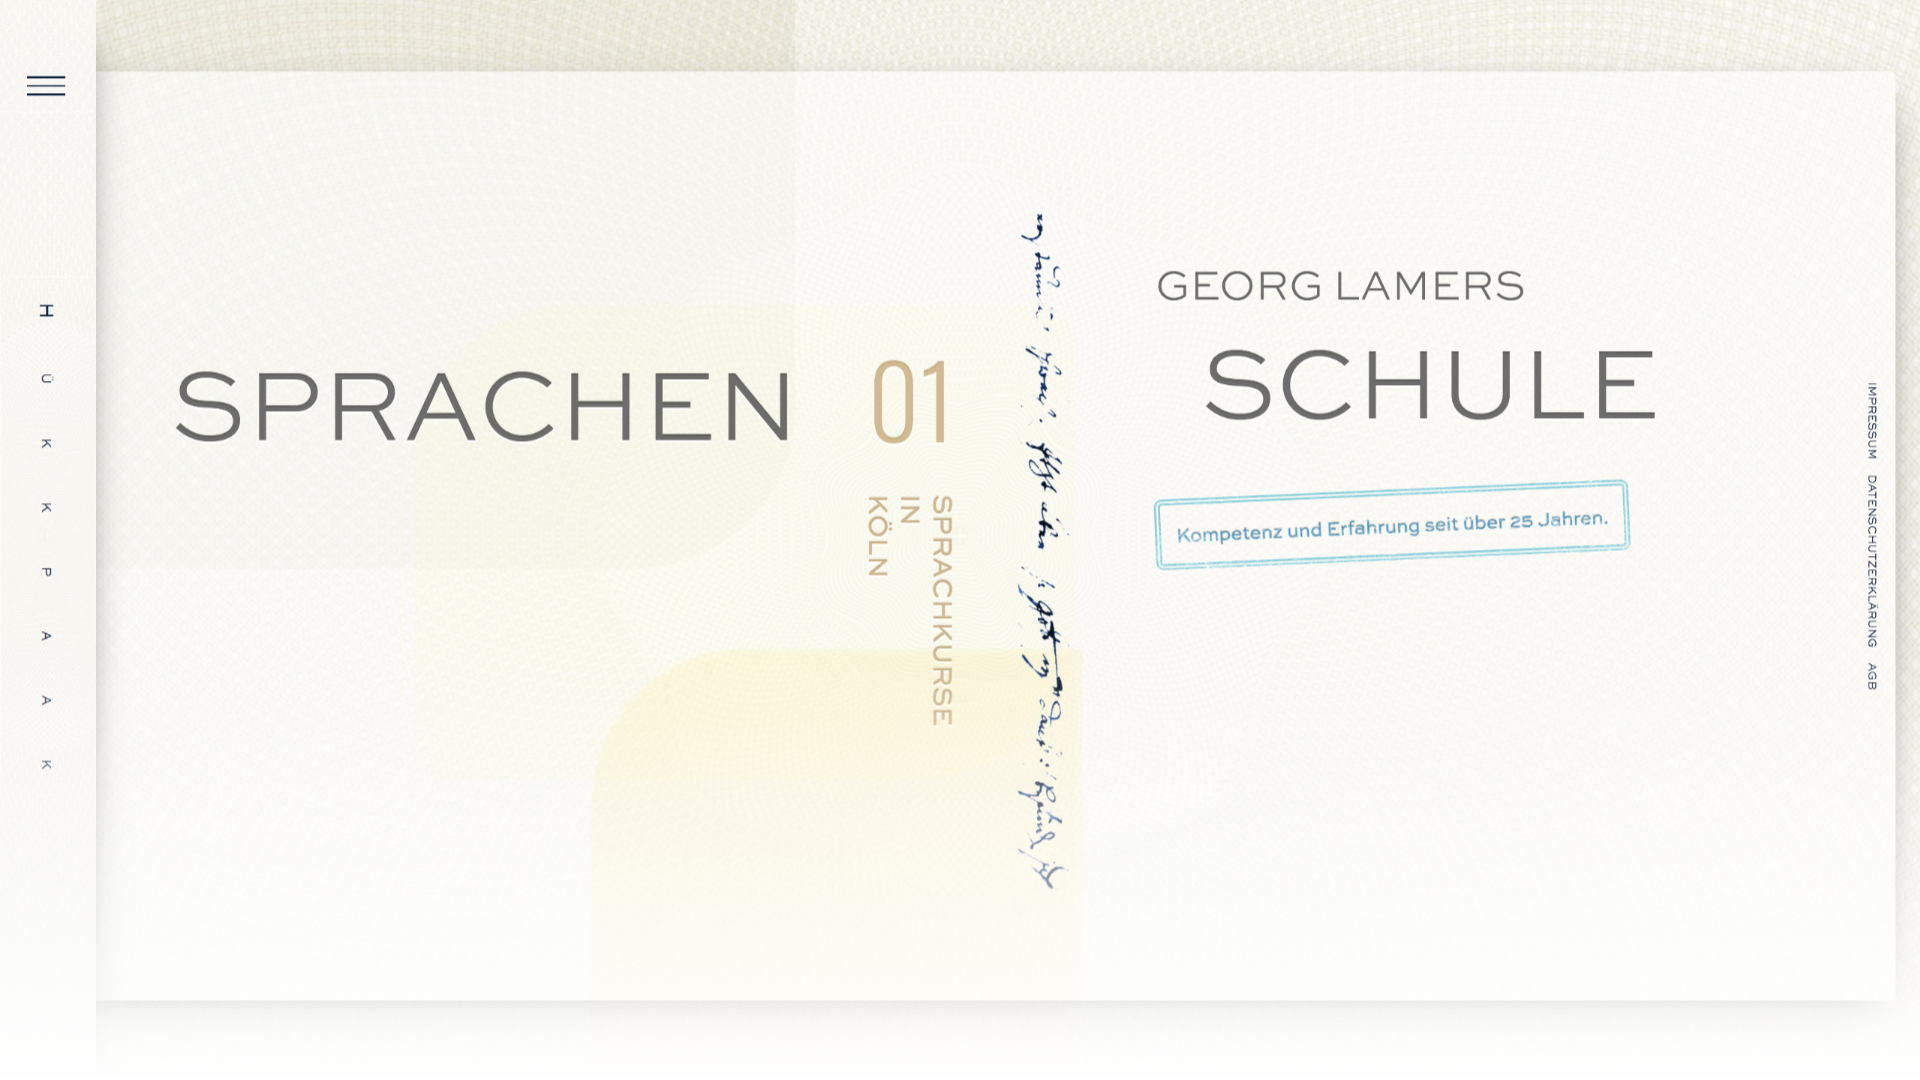 H
Ü
K
K
P
A
A
K
SPRACHEN
01
SPRACHKURSE
IN
KÖLN
GEORG LAMERS
SCHULE
Kompetenz und Erfahrung seit über 25 Jahren.
IMPRESSUM DATENSCHUTZERKLÄRUNG AGB